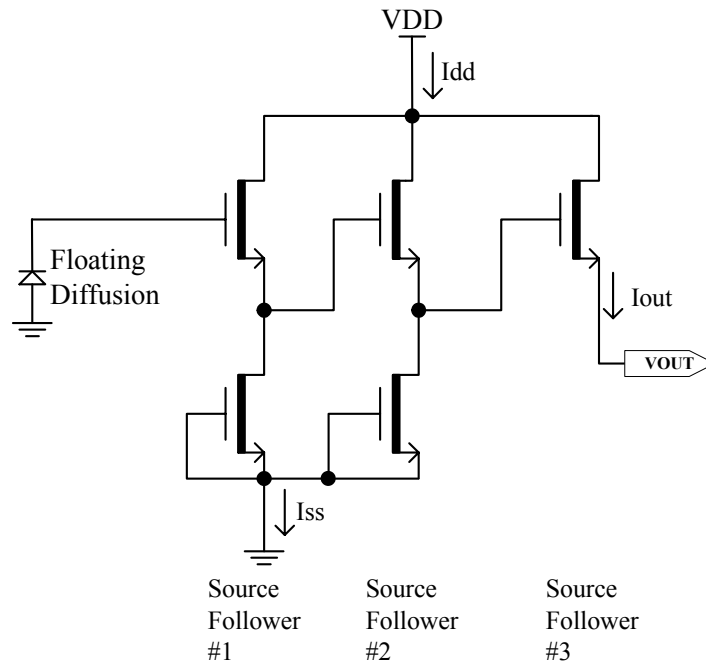 VDD
Idd
Floating
Diffusion
Iout
VOUT
Iss
Source
Follower
#1
Source
Follower
#2
Source
Follower
#3